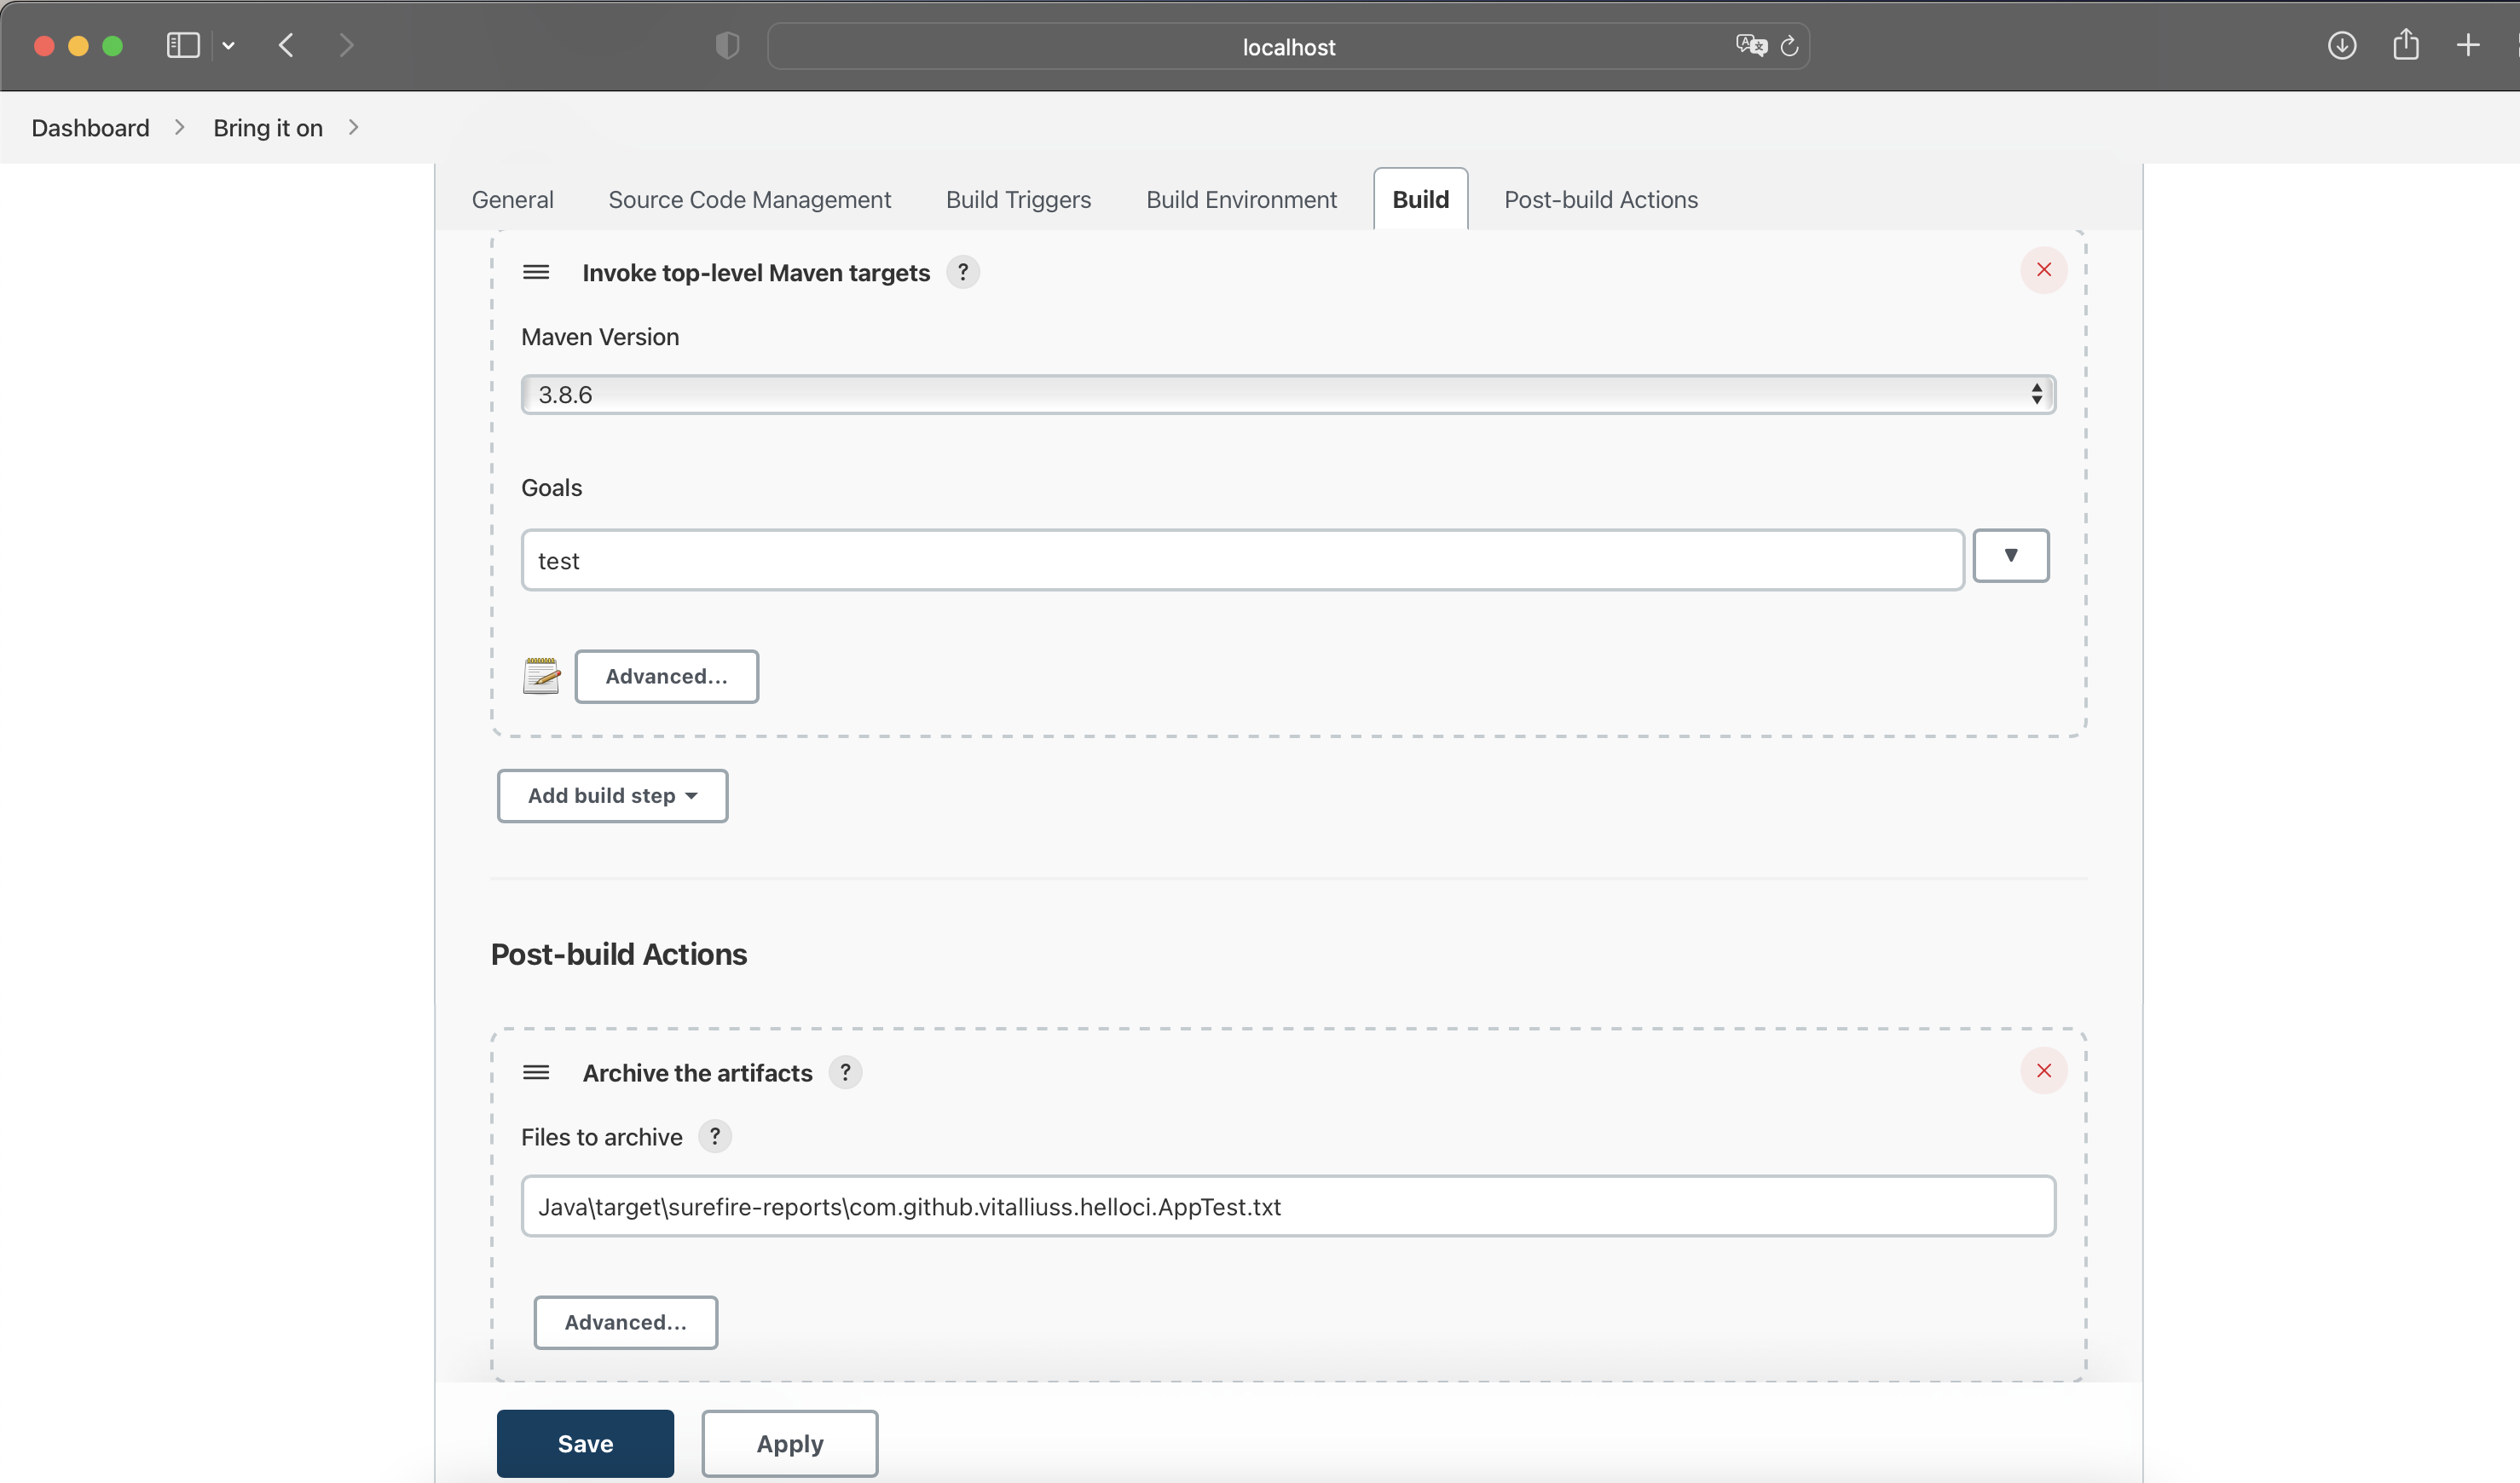 localhost
Dashboard > Bring it on >
General Source Code Management Build Triggers Build Environment Build Post-build Actions
Invoke top-level Maven targets ?
Maven Version
3.8.6
Goals
test
Advanced...
Add build step
Post-build Actions
Archive the artifacts ?
Files to archive ?
Java\target\surefire-reports\com.github.vitalliuss.helloci.AppTest.txt
Advanced...
Save Apply